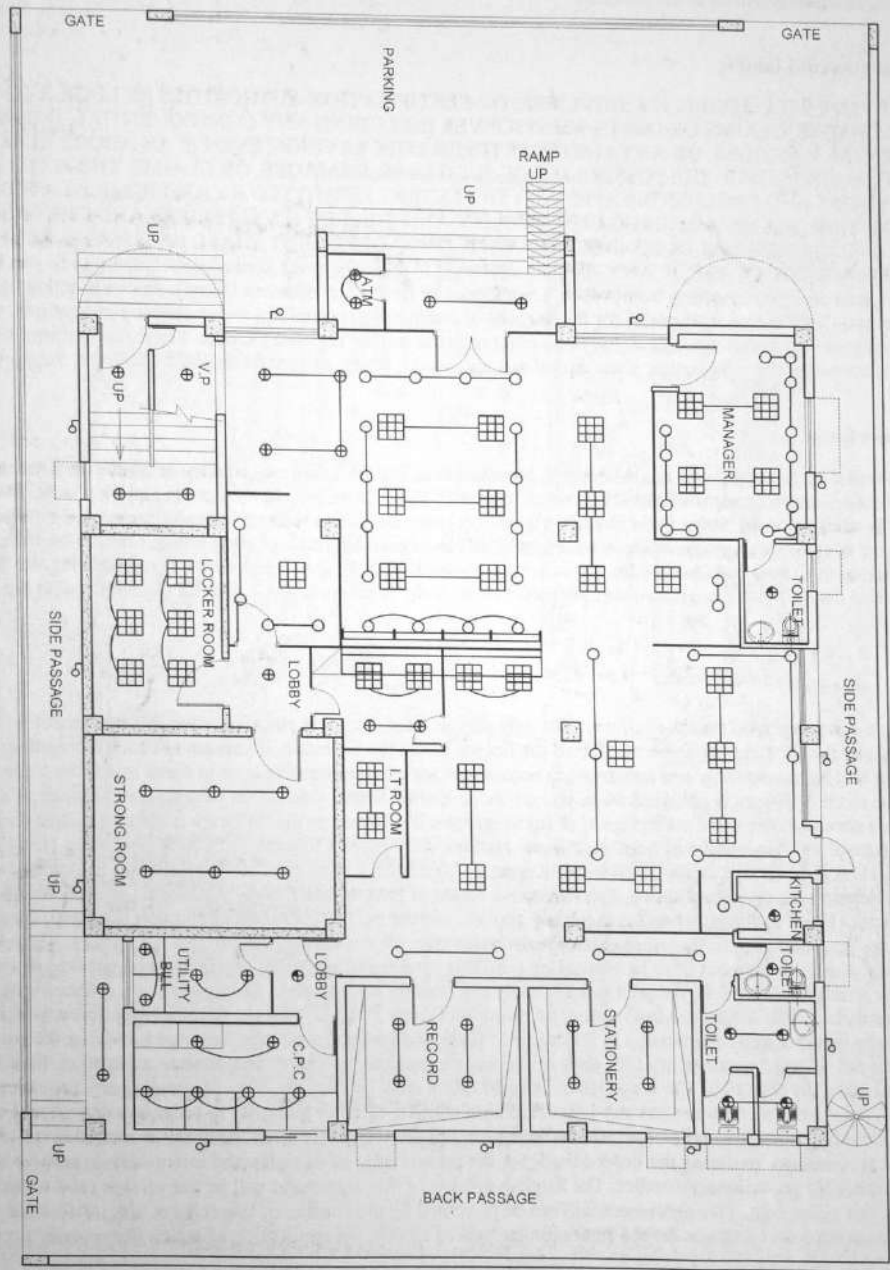 GATE
GATE
PARKING
RAMP
UP
UP
UP
ATM
V.P
UP
MANAGER
TOILET
LOCKER ROOM
LOBBY
SIDE PASSAGE
SIDE PASSAGE
I.T ROOM
STRONG ROOM
KITCHEN
TOILET
UP
UTILITY
BILL
LOBBY
RECORD
STATIONERY
TOILET
C.P.C
UP
UP
GATE
BACK PASSAGE